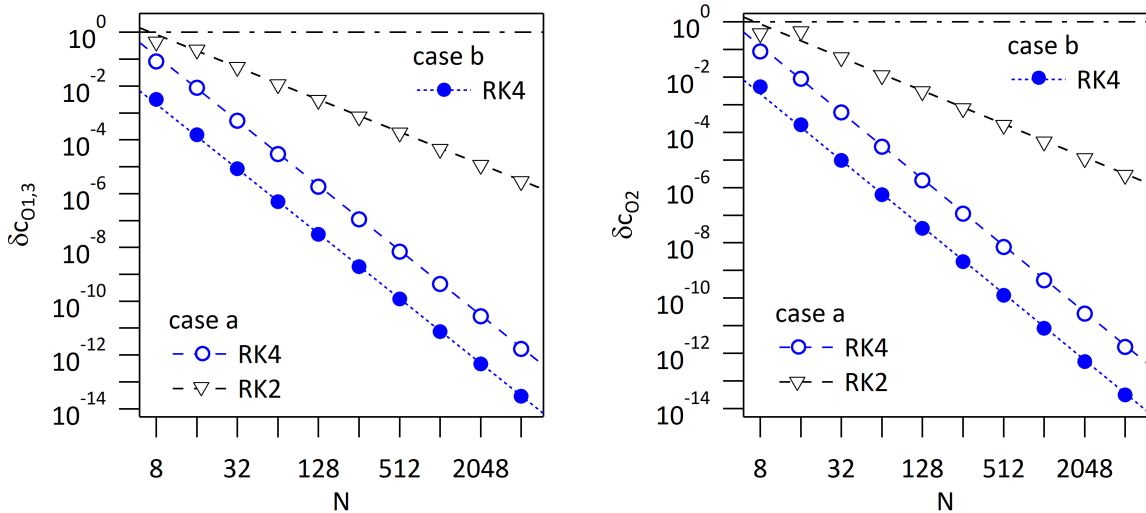 10^0
10^-2
10^-4
10^-6
10^-8
10^-10
10^-12
10^-14
δc_O1,3
case b
RK4
case a
RK4
RK2
8 32 128 512 2048
N
10^0
10^-2
10^-4
10^-6
10^-8
10^-10
10^-12
10^-14
δc_O2
case b
RK4
case a
RK4
RK2
8 32 128 512 2048
N